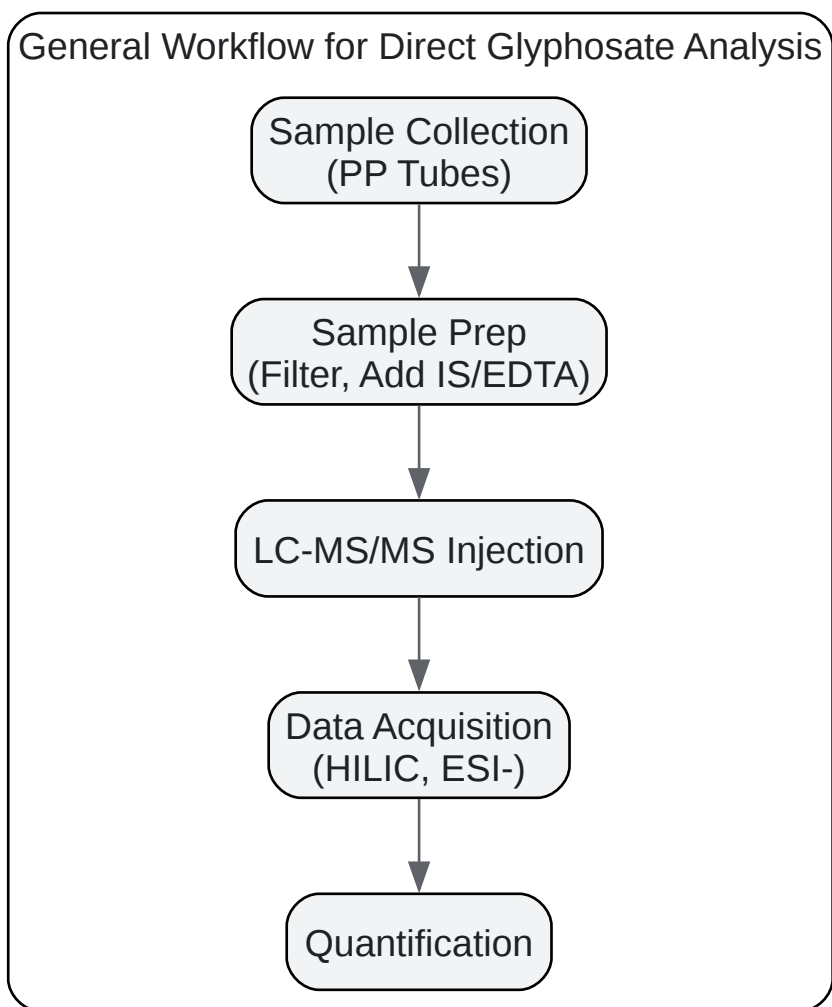 General Workflow for Direct Glyphosate Analysis
Sample Collection
(PP Tubes)
Sample Prep
(Filter, Add IS/EDTA)
LC-MS/MS Injection
Data Acquisition
(HILIC, ESI-)
Quantification